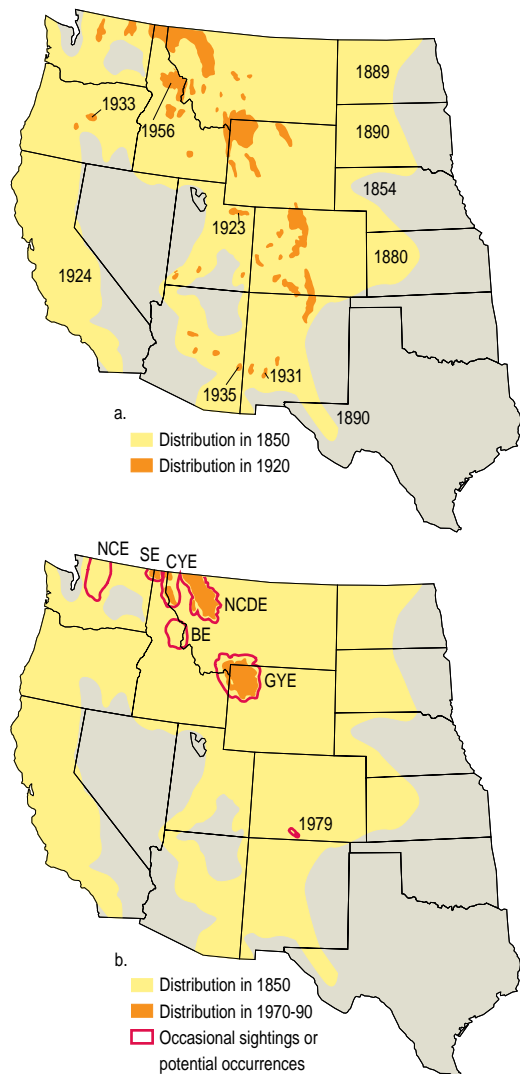 1889
1933
1956
1890
1854
1923
1880
1924
1935
1931
1890
a.
Distribution in 1850
Distribution in 1920
NCE
SE
CYE
NCDE
BE
GYE
1979
b.
Distribution in 1850
Distribution in 1970-90
Occasional sightings or
potential occurrences